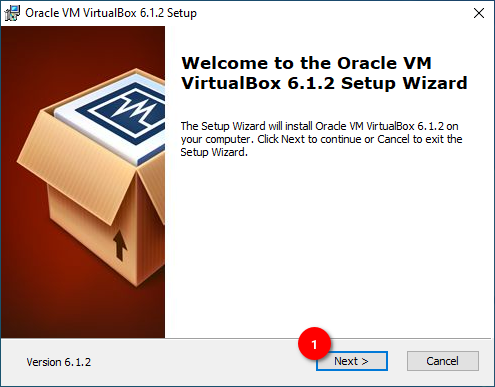 Oracle VM VirtualBox 6.1.2 Setup
Welcome to the Oracle VM
VirtualBox 6.1.2 Setup Wizard
The Setup Wizard will install Oracle VM VirtualBox 6.1.2 on
your computer. Click Next to continue or Cancel to exit the
Setup Wizard.
VM
1
Version 6.1.2
Next >
Cancel